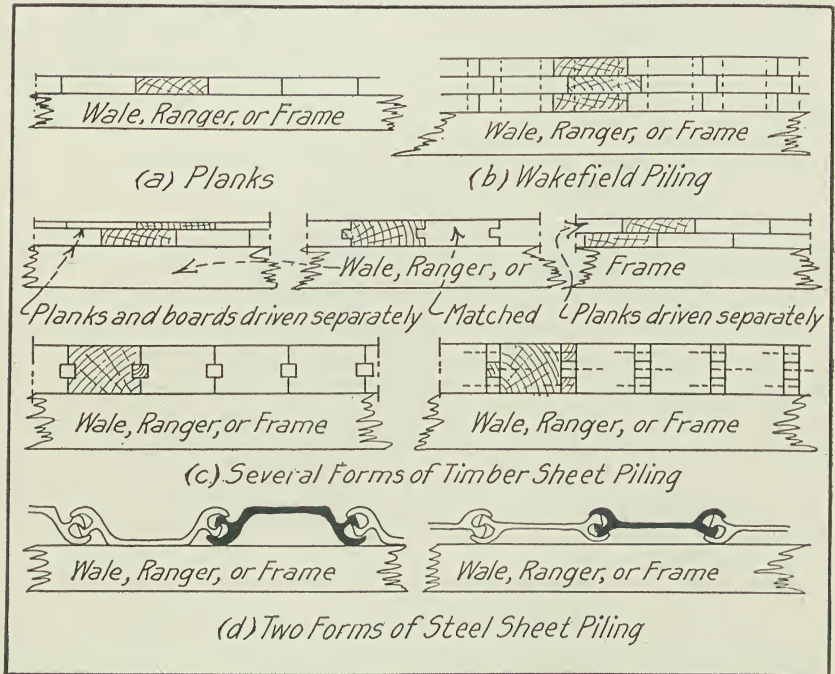 Wale, Ranger, or Frame
(a) Planks
Wale, Ranger, or Frame
(b) Wakefield Piling
Wale, Ranger, or Frame
Planks and boards driven separately Matched Planks driven separately
Wale, Ranger, or Frame
Wale, Ranger, or Frame
(c) Several Forms of Timber Sheet Piling
Wale, Ranger, or Frame
Wale, Ranger, or Frame
(d) Two Forms of Steel Sheet Piling